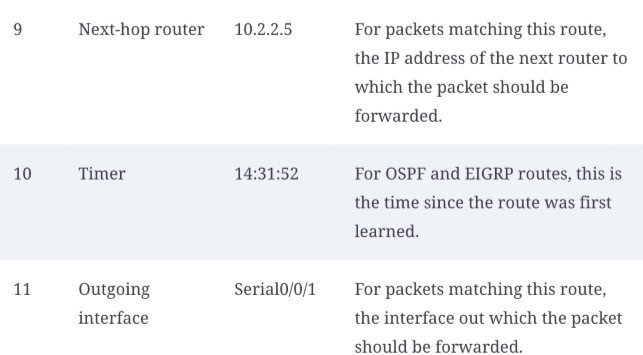 9 Next-hop router 10.2.2.5 For packets matching this route,
the IP address of the next router to
which the packet should be
forwarded.
10 Timer 14:31:52 For OSPF and EIGRP routes, this is
the time since the route was first
learned.
11 Outgoing Serial0/0/1 For packets matching this route,
interface the interface out which the packet
should be forwarded.